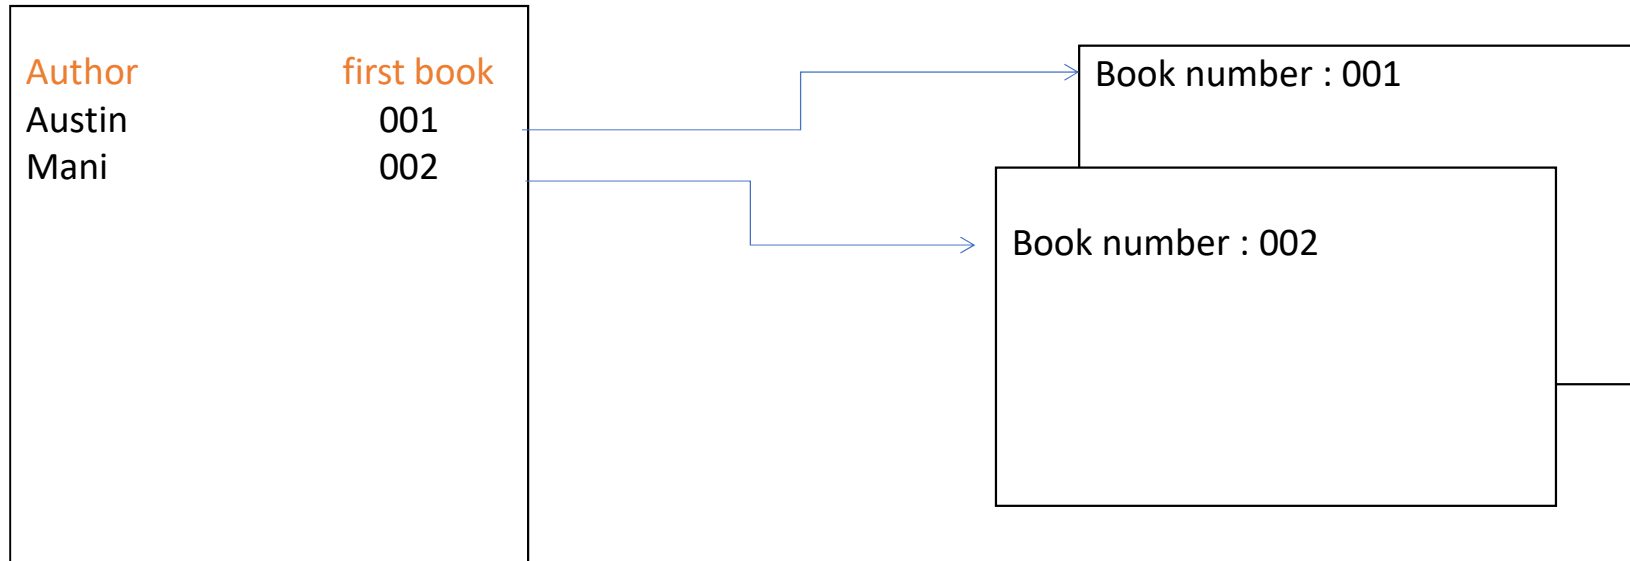 Author first book
Austin 001
Mani 002
Book number : 001
Book number : 002